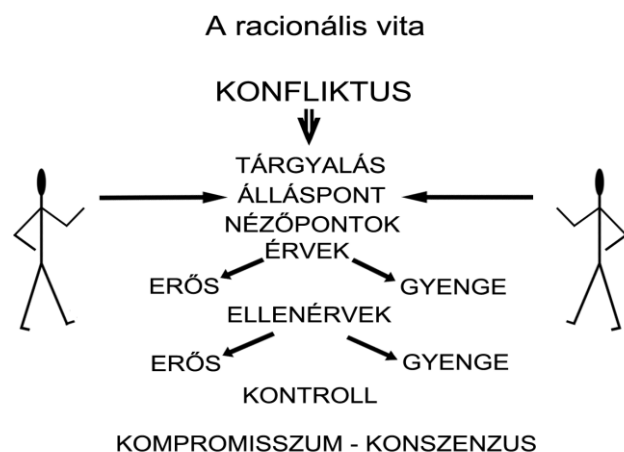 A racionális vita
KONFLIKTUS
TÁRGYALÁS
ÁLLÁSPONT
NÉZŐPONTOK
ÉRVEK
ERŐS GYENGE
ELLENÉRVEK
ERŐS GYENGE
KONTROLL
KOMPROMISSZUM - KONSZENZUS